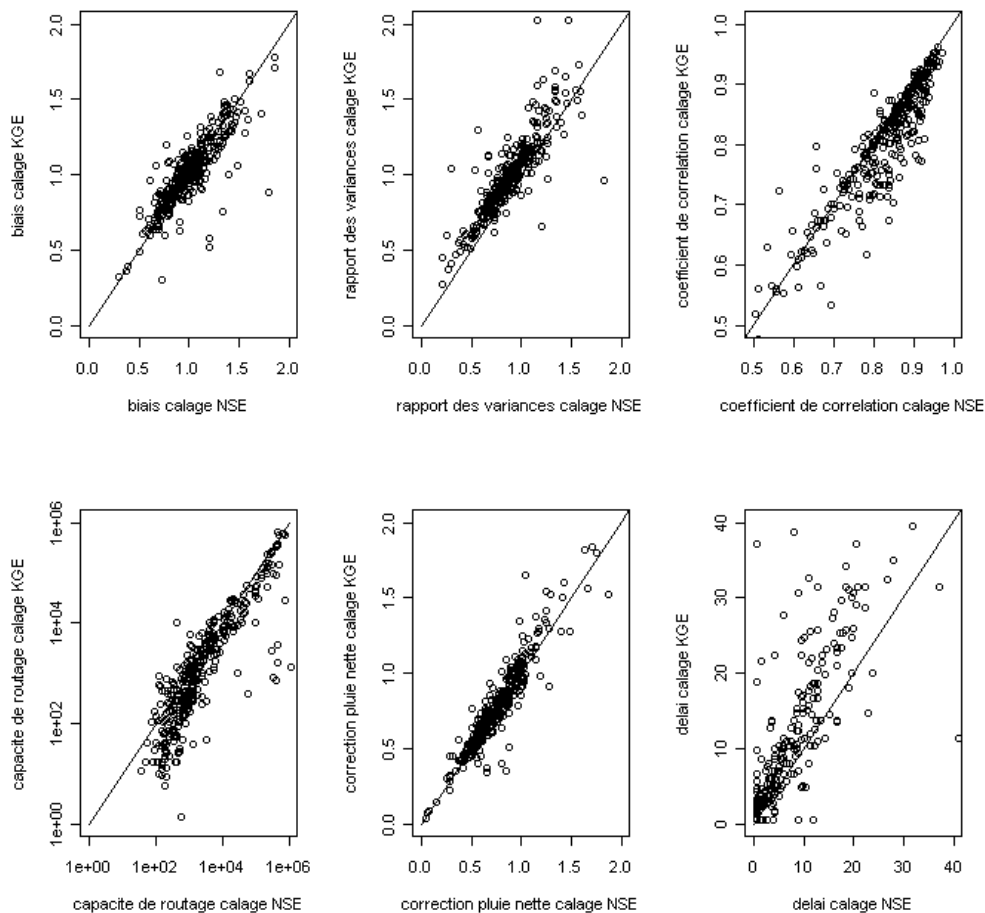 biais calage KGE
0.0 0.5 1.0 1.5 2.0
0.0 0.5 1.0 1.5 2.0
biais calage NSE
rapport des variances calage KGE
0.0 0.5 1.0 1.5 2.0
0.0 0.5 1.0 1.5 2.0
rapport des variances calage NSE
coefficient de correlation calage KGE
0.5 0.6 0.7 0.8 0.9 1.0
0.5 0.6 0.7 0.8 0.9 1.0
coefficient de correlation calage NSE
capacite de routage calage KGE
1e+00 1e+02 1e+04 1e+06
1e+00 1e+02 1e+04 1e+06
capacite de routage calage NSE
correction pluie nette calage KGE
0.0 0.5 1.0 1.5 2.0
0.0 0.5 1.0 1.5 2.0
correction pluie nette calage NSE
delai calage KGE
0 10 20 30 40
0 10 20 30 40
delai calage NSE